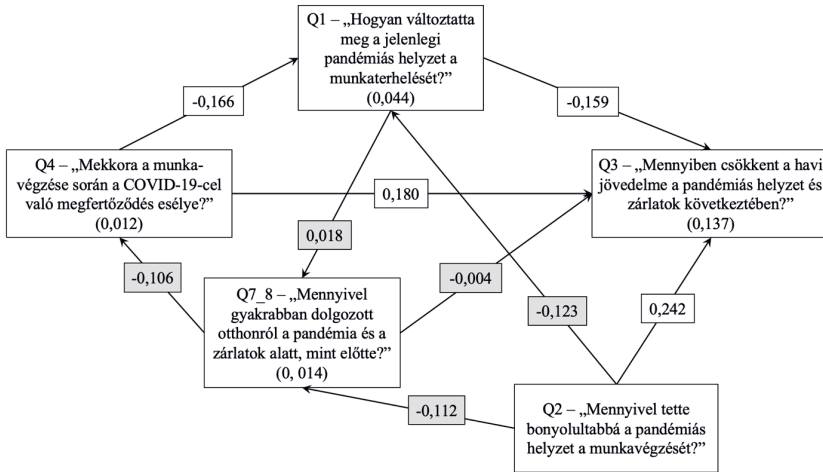 Q1 – „Hogyan változtatta
meg a jelenlegi
pandémiás helyzet a
munkaterhelését?”
(0,044)
-0,166
-0,159
Q4 – „Mekkora a munka-
végzése során a COVID-19-cel
való megfertőződés esélye?”
(0,012)
Q3 – „Mennyiben csökkent a havi
jövedelme a pandémiás helyzet és
zárlatok következtében?”
(0,137)
0,180
0,018
-0,106
-0,004
Q7_8 – „Mennyivel
gyakrabban dolgozott
otthonról a pandémia és a
zárlatok alatt, mint előtte?”
(0, 014)
-0,123
0,242
-0,112
Q2 – „Mennyivel tette
bonyolultabbá a pandémiás
helyzet a munkavégzését?”